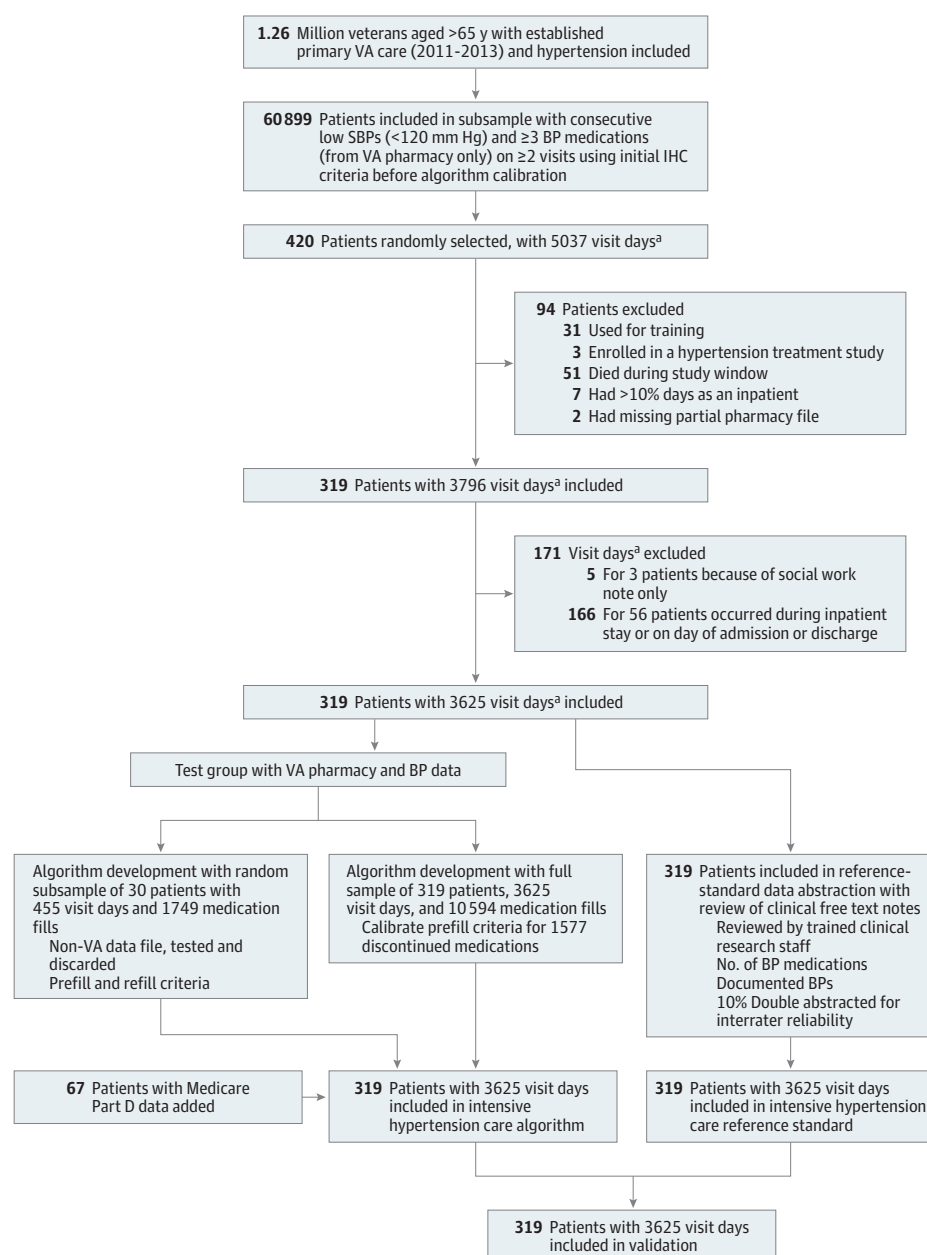 1.26 Million veterans aged >65 y with established
primary VA care (2011-2013) and hypertension included
60 899 Patients included in subsample with consecutive
low SBPs (<120 mm Hg) and ≥3 BP medications
(from VA pharmacy only) on ≥2 visits using initial IHC
criteria before algorithm calibration
420 Patients randomly selected, with 5037 visit daysa
94 Patients excluded
31 Used for training
3 Enrolled in a hypertension treatment study
51 Died during study window
7 Had >10% days as an inpatient
2 Had missing partial pharmacy file
319 Patients with 3796 visit daysa included
171 Visit daysa excluded
5 For 3 patients because of social work
note only
166 For 56 patients occurred during inpatient
stay or on day of admission or discharge
319 Patients with 3625 visit daysa included
Test group with VA pharmacy and BP data
Algorithm development with random
subsample of 30 patients with
455 visit days and 1749 medication
fills
Non-VA data file, tested and
discarded
Prefill and refill criteria
Algorithm development with full
sample of 319 patients, 3625
visit days, and 10 594 medication fills
Calibrate prefill criteria for 1577
discontinued medications
319 Patients included in reference-
standard data abstraction with
review of clinical free text notes
Reviewed by trained clinical
research staff
No. of BP medications
Documented BPs
10% Double abstracted for
interrater reliability
67 Patients with Medicare
Part D data added
319 Patients with 3625 visit days
included in intensive
hypertension care algorithm
319 Patients with 3625 visit days
included in intensive hypertension
care reference standard
319 Patients with 3625 visit days
included in validation